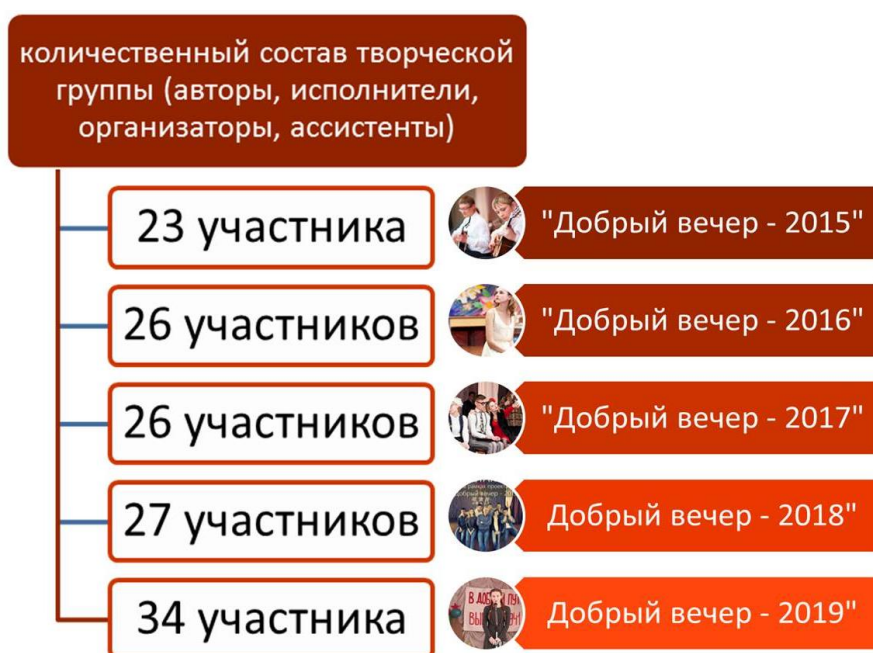 количественный состав творческой
группы (авторы, исполнители,
организаторы, ассистенты)
23 участника
"Добрый вечер - 2015"
26 участников
"Добрый вечер - 2016"
26 участников
"Добрый вечер - 2017"
27 участников
Добрый вечер - 2018"
34 участника
Добрый вечер - 2019"